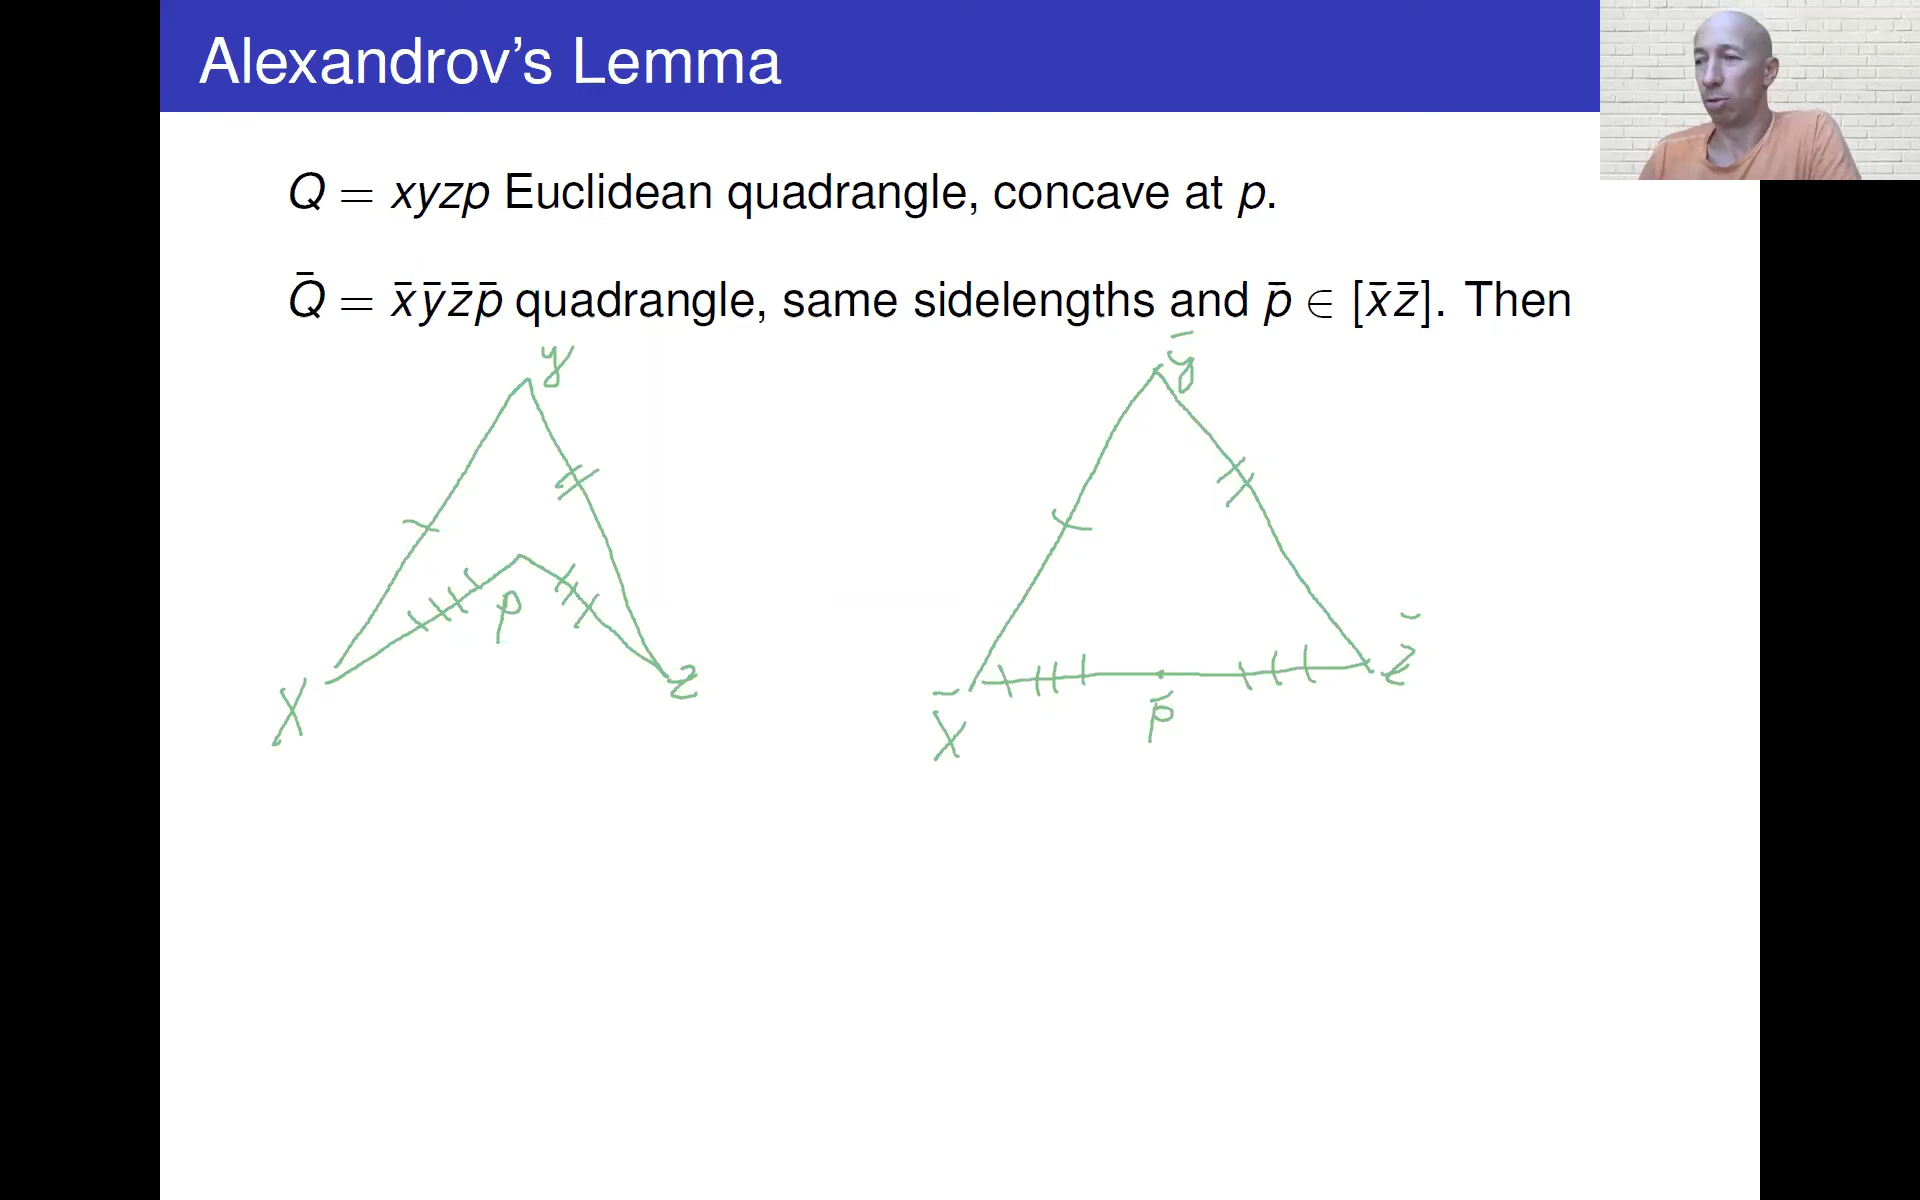 Alexandrov's Lemma
Q = xyzp Euclidean quadrangle, concave at p.
Q̄ = x̄ȳz̄p̄ quadrangle, same sidelengths and p̄ ∈ [x̄z̄]. Then
y
ȳ
p
x
z
x̄
p̄
z̄